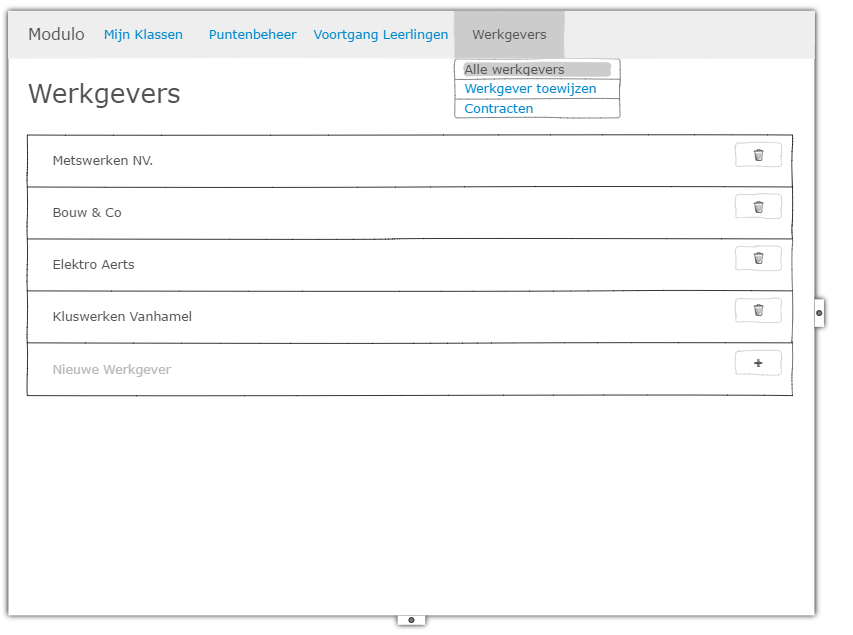 Modulo Mijn Klassen Puntenbeheer Voortgang Leerlingen Werkgevers
Alle werkgevers
Werkgever toewijzen
Contracten
Werkgevers
Metswerken NV.
Bouw & Co
Elektro Aerts
Kluswerken Vanhamel
Nieuwe Werkgever